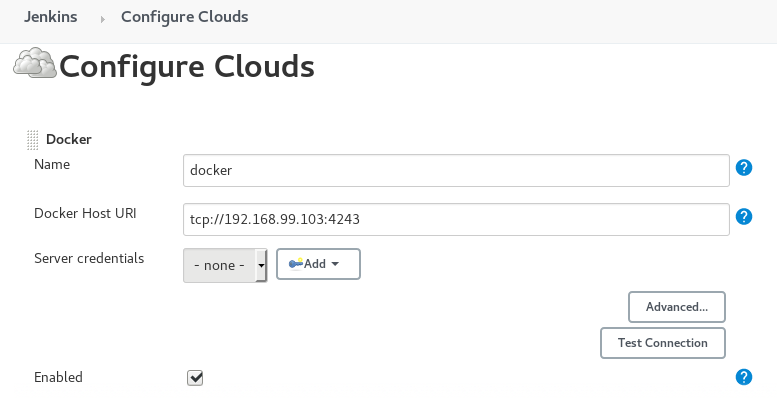 Jenkins › Configure Clouds
Configure Clouds
Docker
Name docker ?
Docker Host URI tcp://192.168.99.103:4243 ?
Server credentials - none - Add
Advanced...
Test Connection
Enabled ?